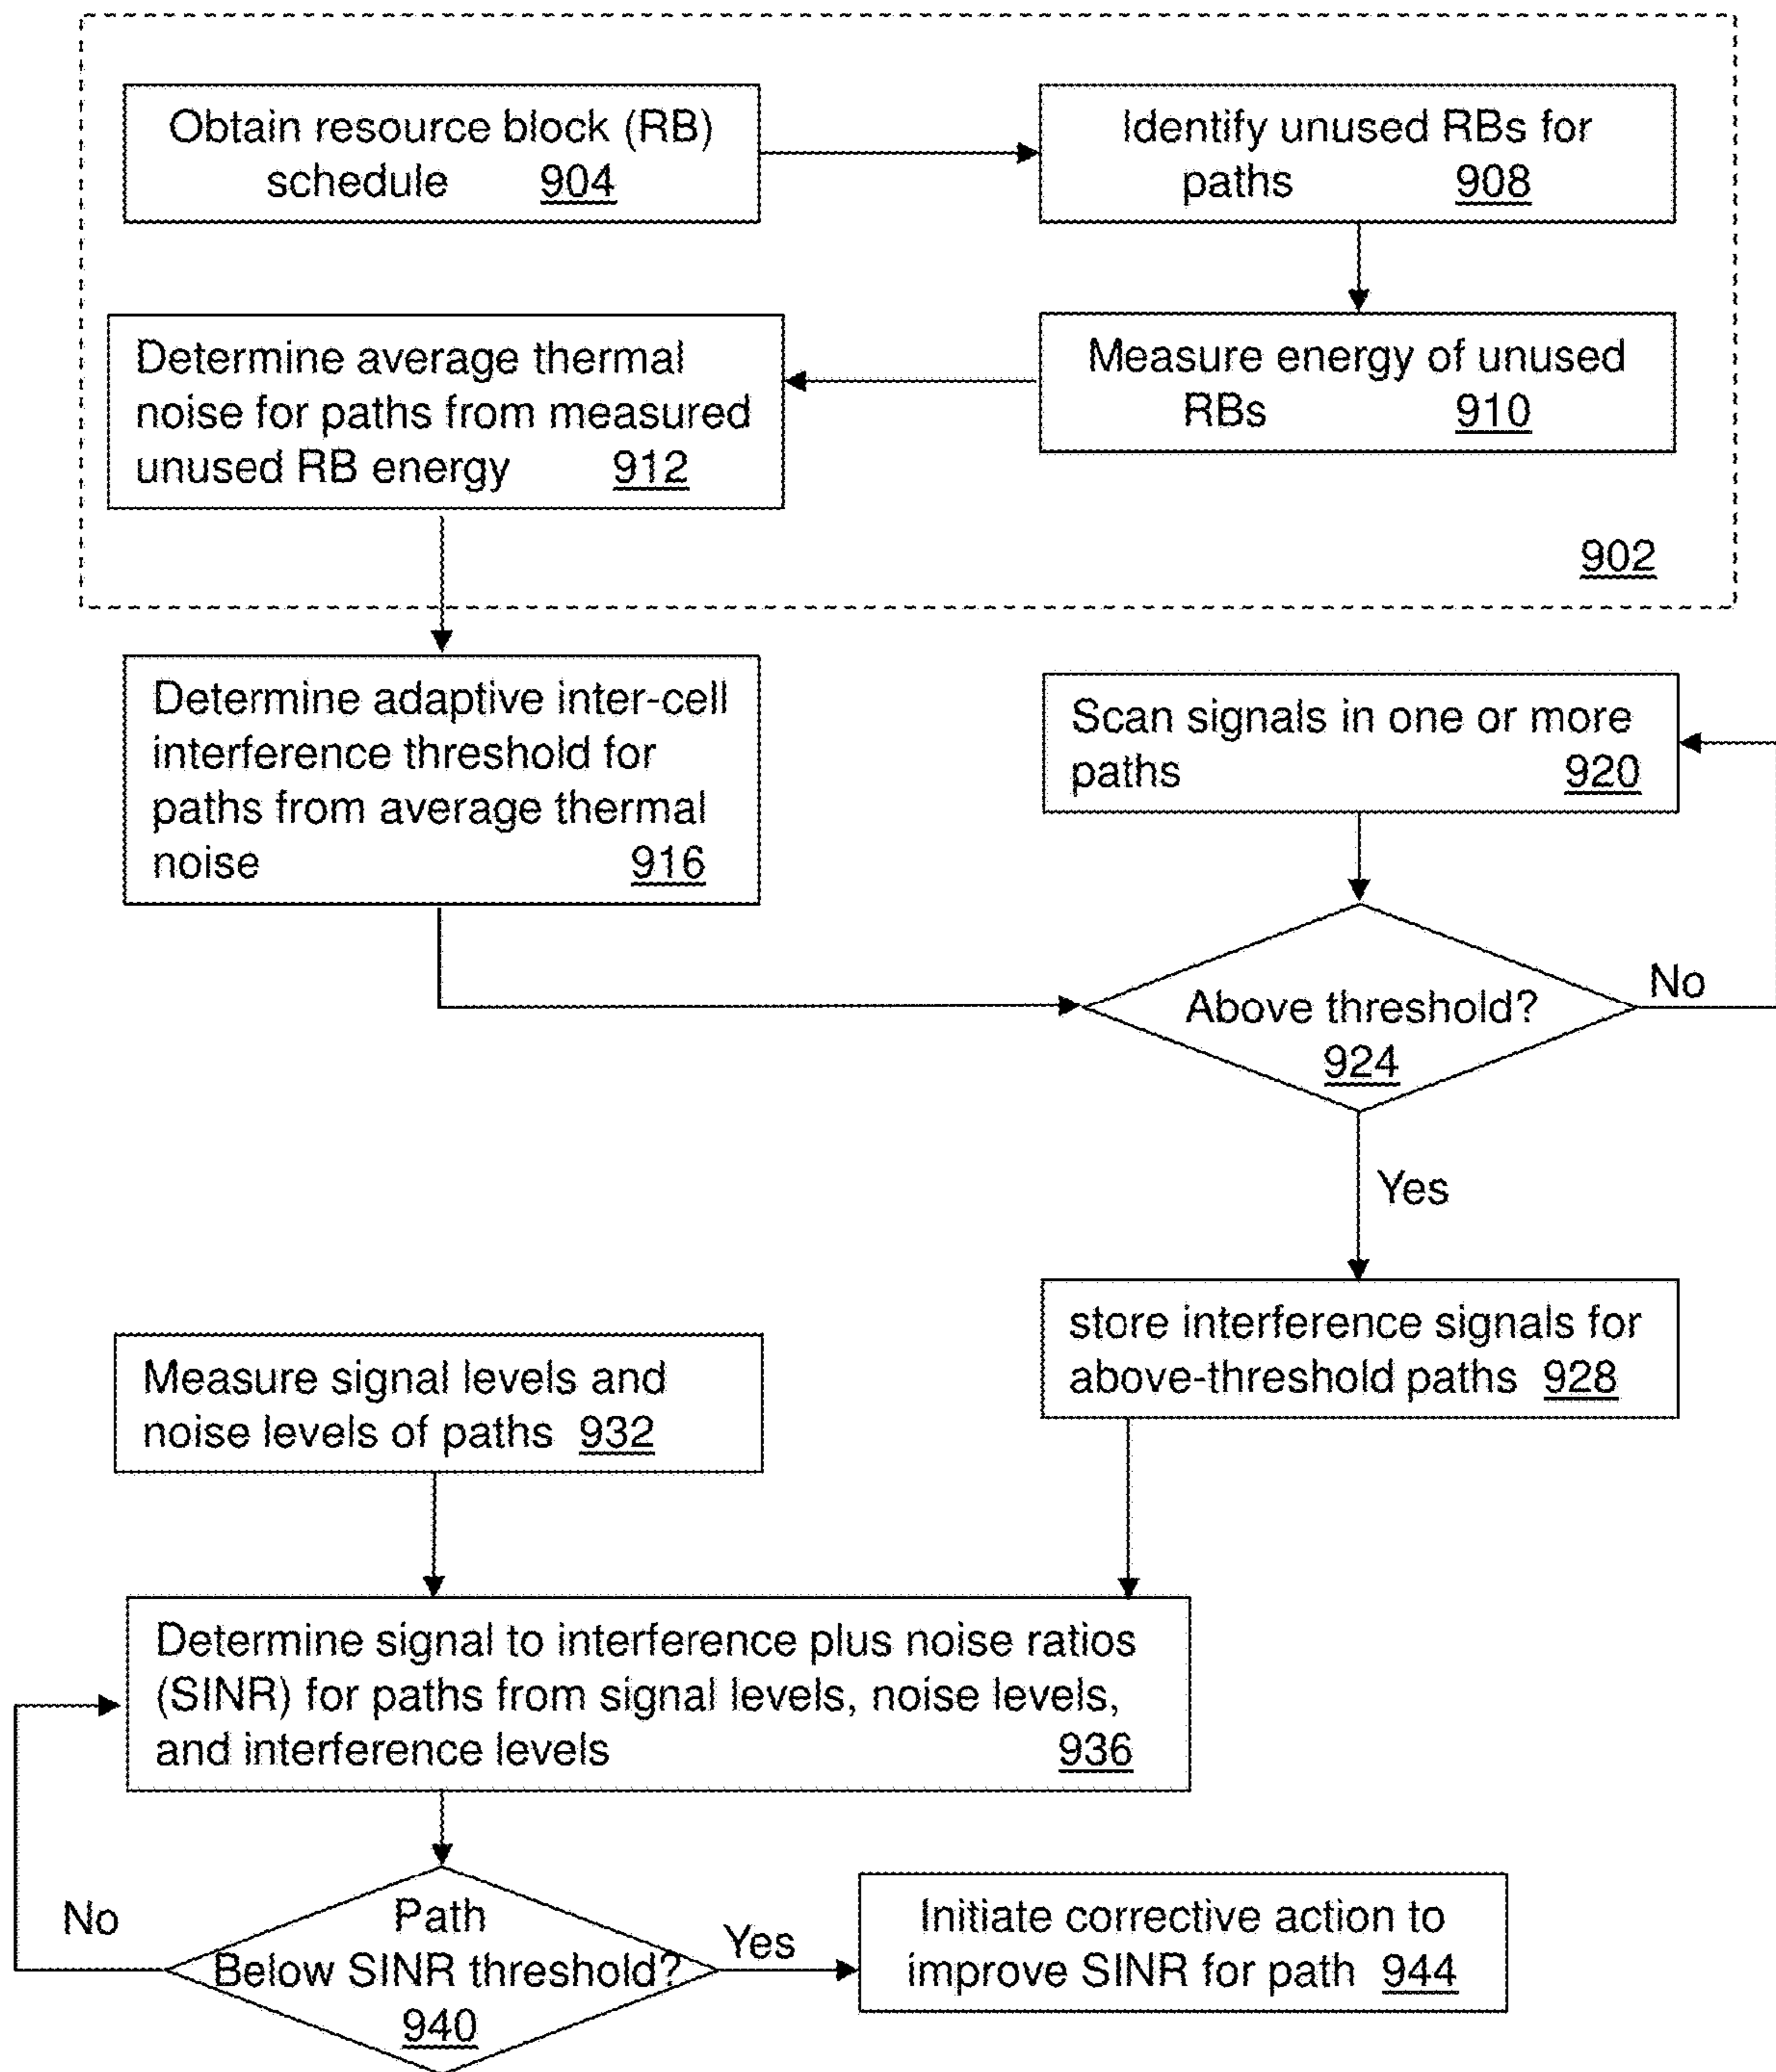 Obtain resource block (RB)
schedule 904
Identify unused RBs for
paths 908
Determine average thermal
noise for paths from measured
unused RB energy 912
Measure energy of unused
RBs 910
902
Determine adaptive inter-cell
interference threshold for
paths from average thermal
noise 916
Scan signals in one or more
paths 920
Above threshold?
924
No
Yes
store interference signals for
above-threshold paths 928
Measure signal levels and
noise levels of paths 932
Determine signal to interference plus noise ratios
(SINR) for paths from signal levels, noise levels,
and interference levels 936
No
Path
Below SINR threshold?
940
Yes
Initiate corrective action to
improve SINR for path 944